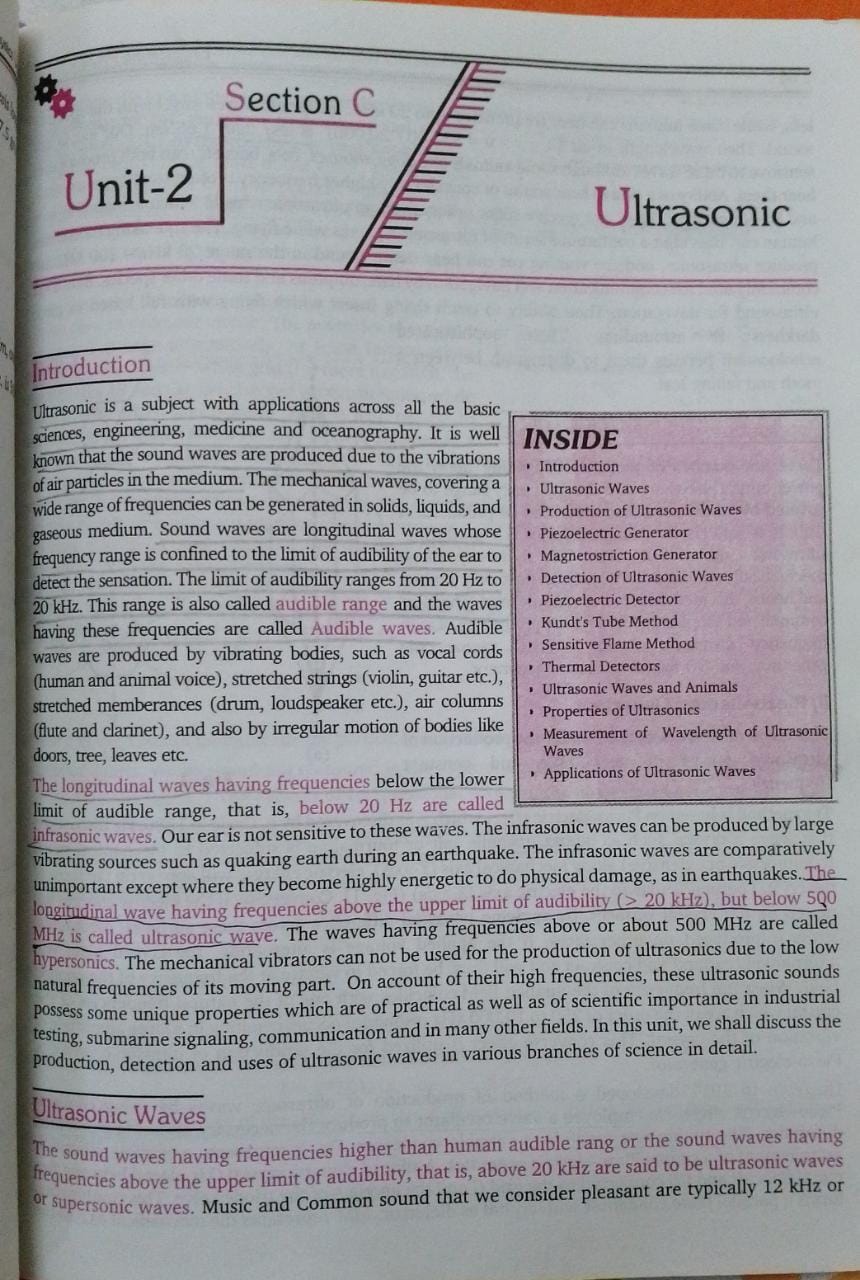 Section C
Unit-2
Ultrasonic
Introduction
Ultrasonic is a subject with applications across all the basic
sciences, engineering, medicine and oceanography. It is well
known that the sound waves are produced due to the vibrations
of air particles in the medium. The mechanical waves, covering a
wide range of frequencies can be generated in solids, liquids, and
gaseous medium. Sound waves are longitudinal waves whose
frequency range is confined to the limit of audibility of the ear to
detect the sensation. The limit of audibility ranges from 20 Hz to
20 kHz. This range is also called audible range and the waves
having these frequencies are called Audible waves. Audible
waves are produced by vibrating bodies, such as vocal cords
(human and animal voice), stretched strings (violin, guitar etc.),
stretched memberances (drum, loudspeaker etc.), air columns
(flute and clarinet), and also by irregular motion of bodies like
doors, tree, leaves etc.
INSIDE
Introduction
Ultrasonic Waves
Production of Ultrasonic Waves
Piezoelectric Generator
Magnetostriction Generator
Detection of Ultrasonic Waves
Piezoelectric Detector
Kundt's Tube Method
Sensitive Flame Method
Thermal Detectors
Ultrasonic Waves and Animals
Properties of Ultrasonics
Measurement of Wavelength of Ultrasonic
Waves
Applications of Ultrasonic Waves
The longitudinal waves having frequencies below the lower
limit of audible range, that is, below 20 Hz are called
infrasonic waves. Our ear is not sensitive to these waves. The infrasonic waves can be produced by large
vibrating sources such as quaking earth during an earthquake. The infrasonic waves are comparatively
unimportant except where they become highly energetic to do physical damage, as in earthquakes. The
longitudinal wave having frequencies above the upper limit of audibility (> 20 kHz), but below 500
MHz is called ultrasonic wave. The waves having frequencies above or about 500 MHz are called
hypersonics. The mechanical vibrators can not be used for the production of ultrasonics due to the low
natural frequencies of its moving part. On account of their high frequencies, these ultrasonic sounds
possess some unique properties which are of practical as well as of scientific importance in industrial
testing, submarine signaling, communication and in many other fields. In this unit, we shall discuss the
production, detection and uses of ultrasonic waves in various branches of science in detail.
Ultrasonic Waves
The sound waves having frequencies higher than human audible rang or the sound waves having
frequencies above the upper limit of audibility, that is, above 20 kHz are said to be ultrasonic waves
or supersonic waves. Music and Common sound that we consider pleasant are typically 12 kHz or